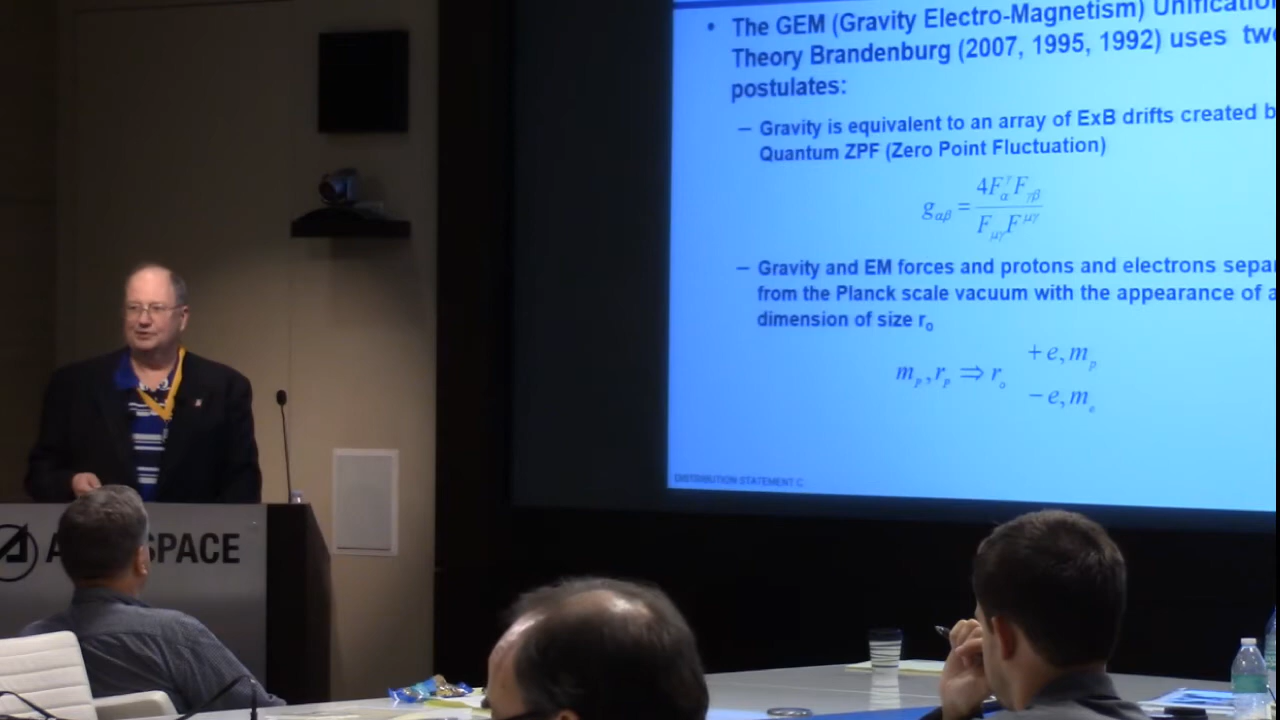 • The GEM (Gravity Electro-Magnetism) Unificatio
Theory Brandenburg (2007, 1995, 1992) uses tw
postulates:
– Gravity is equivalent to an array of ExB drifts created b
Quantum ZPF (Zero Point Fluctuation)
g_{αβ} = 4F_α^γ F_{γβ} / F_{μγ}F^{μγ}
– Gravity and EM forces and protons and electrons sepa
from the Planck scale vacuum with the appearance of a
dimension of size r_o
+ e, m_p
m_p, r_p ⇒ r_o
− e, m_e
DISTRIBUTION STATEMENT C
SPACE